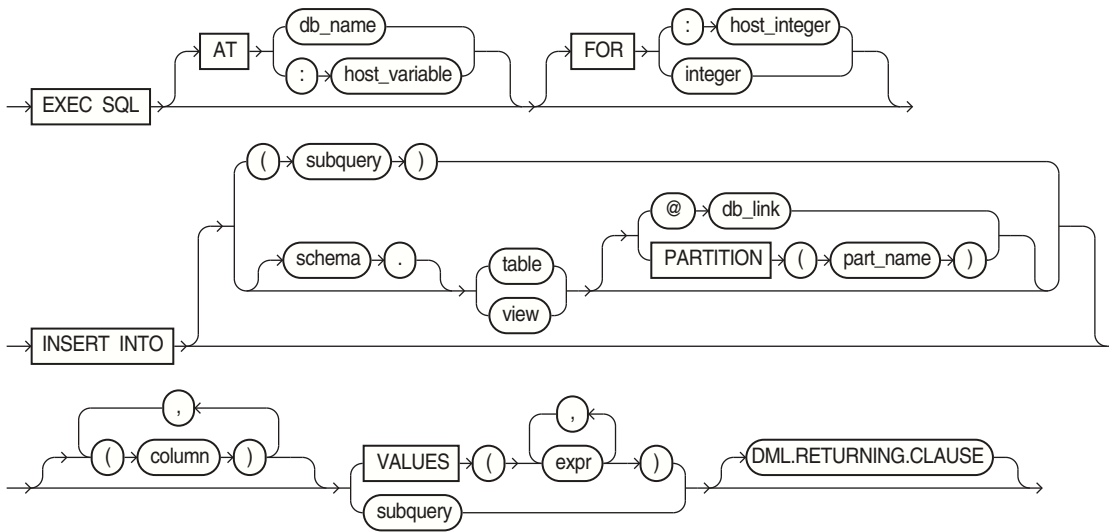 AT db_name FOR : host_integer
: host_variable integer
EXEC SQL
( subquery )
@ db_link
schema . table PARTITION ( part_name )
view
INSERT INTO
, ,
( column ) VALUES ( expr ) DML.RETURNING.CLAUSE
subquery